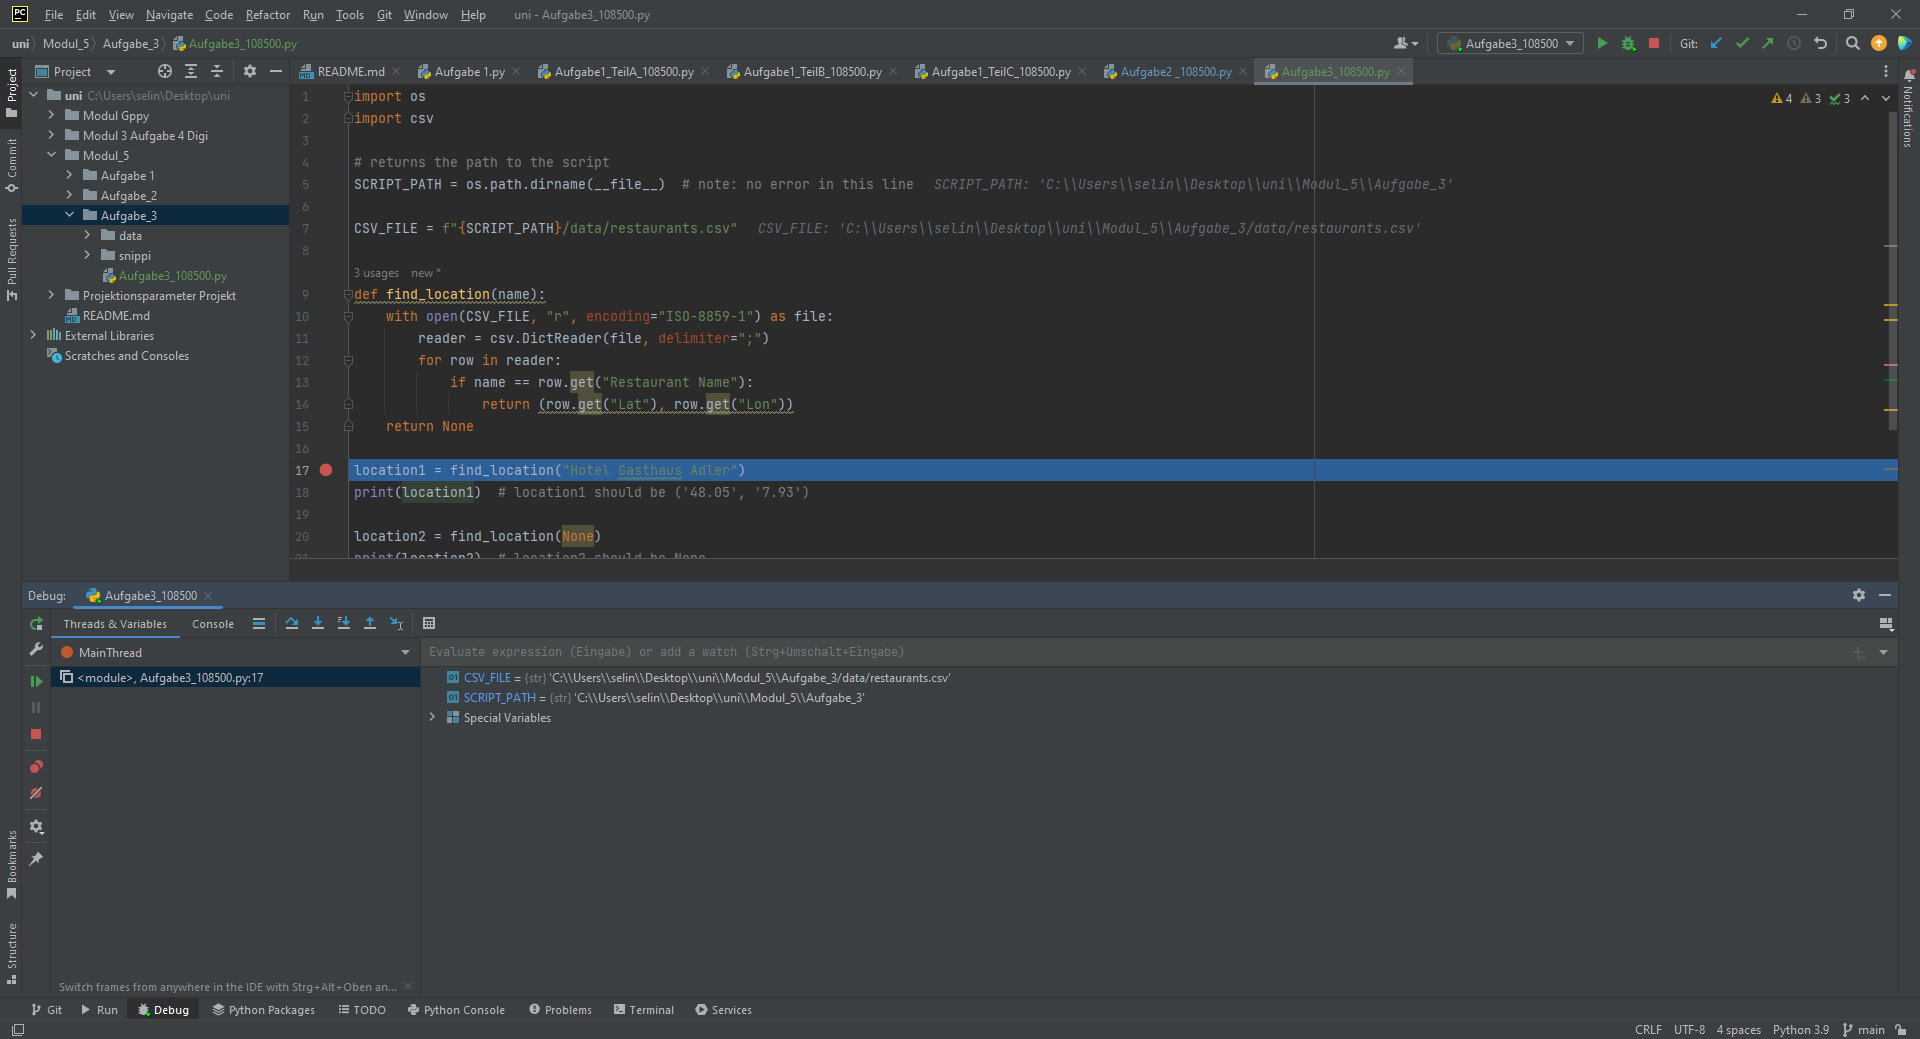 PC File Edit View Navigate Code Refactor Run Tools Git Window Help uni - Aufgabe3_108500.py
uni Modul_5 Aufgabe_3 Aufgabe3_108500.py
Aufgabe3_108500 Git:
Project
README.md Aufgabe 1.py Aufgabe1_TeilA_108500.py Aufgabe1_TeilB_108500.py Aufgabe1_TeilC_108500.py Aufgabe2 _108500.py Aufgabe3_108500.py
Project
Commit
Pull Requests
Bookmarks
Structure
Notifications
uni C:\Users\selin\Desktop\uni
Modul Gppy
Modul 3 Aufgabe 4 Digi
Modul_5
Aufgabe 1
Aufgabe_2
Aufgabe_3
data
snippi
Aufgabe3_108500.py
Projektionsparameter Projekt
README.md
External Libraries
Scratches and Consoles
4 3 3
1 import os
2 import csv
3
4 # returns the path to the script
5 SCRIPT_PATH = os.path.dirname(__file__)  # note: no error in this line   SCRIPT_PATH: 'C:\\Users\\selin\\Desktop\\uni\\Modul_5\\Aufgabe_3'
6
7 CSV_FILE = f"{SCRIPT_PATH}/data/restaurants.csv"   CSV_FILE: 'C:\\Users\\selin\\Desktop\\uni\\Modul_5\\Aufgabe_3/data/restaurants.csv'
8
3 usages new *
9 def find_location(name):
10     with open(CSV_FILE, "r", encoding="ISO-8859-1") as file:
11         reader = csv.DictReader(file, delimiter=";")
12         for row in reader:
13             if name == row.get("Restaurant Name"):
14                 return (row.get("Lat"), row.get("Lon"))
15     return None
16
17 location1 = find_location("Hotel Gasthaus Adler")
18 print(location1)  # location1 should be ('48.05', '7.93')
19
20 location2 = find_location(None)
21 print(location2)  # location2 should be None
Debug: Aufgabe3_108500
Threads & Variables Console
MainThread
Evaluate expression (Eingabe) or add a watch (Strg+Umschalt+Eingabe)
<module>, Aufgabe3_108500.py:17
CSV_FILE = {str} 'C:\\Users\\selin\\Desktop\\uni\\Modul_5\\Aufgabe_3/data/restaurants.csv'
SCRIPT_PATH = {str} 'C:\\Users\\selin\\Desktop\\uni\\Modul_5\\Aufgabe_3'
Special Variables
Switch frames from anywhere in the IDE with Strg+Alt+Oben an...
Git Run Debug Python Packages TODO Python Console Problems Terminal Services
CRLF UTF-8 4 spaces Python 3.9 main